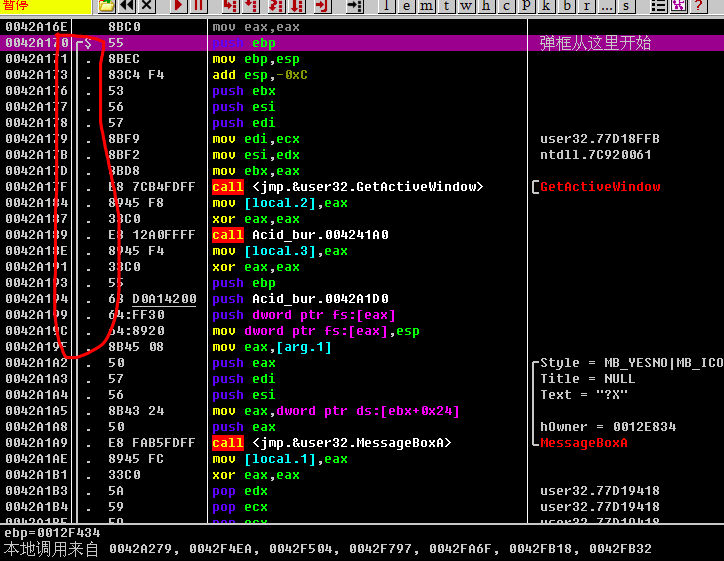 暂停 l e m t w h c p k b r ... s ?
0042A16E 8BC0 mov eax,eax
0042A170 $ 55 push ebp 弹框从这里开始
0042A171 . 8BEC mov ebp,esp
0042A173 . 83C4 F4 add esp,-0xC
0042A176 . 53 push ebx
0042A177 . 56 push esi
0042A178 . 57 push edi
0042A179 . 8BF9 mov edi,ecx user32.77D18FFB
0042A17B . 8BF2 mov esi,edx ntdll.7C920061
0042A17D . 8BD8 mov ebx,eax
0042A17F . E8 7CB4FDFF call <jmp.&user32.GetActiveWindow> GetActiveWindow
0042A184 . 8945 F8 mov [local.2],eax
0042A187 . 33C0 xor eax,eax
0042A189 . E8 12A0FFFF call Acid_bur.004241A0
0042A18E . 8945 F4 mov [local.3],eax
0042A191 . 33C0 xor eax,eax
0042A193 . 55 push ebp
0042A194 . 68 D0A14200 push Acid_bur.0042A1D0
0042A199 . 64:FF30 push dword ptr fs:[eax]
0042A19C . 64:8920 mov dword ptr fs:[eax],esp
0042A19F . 8B45 08 mov eax,[arg.1]
0042A1A2 . 50 push eax Style = MB_YESNO|MB_ICO
0042A1A3 . 57 push edi Title = NULL
0042A1A4 . 56 push esi Text = "?X"
0042A1A5 . 8B43 24 mov eax,dword ptr ds:[ebx+0x24]
0042A1A8 . 50 push eax hOwner = 0012E834
0042A1A9 . E8 FAB5FDFF call <jmp.&user32.MessageBoxA> MessageBoxA
0042A1AE . 8945 FC mov [local.1],eax
0042A1B1 . 33C0 xor eax,eax
0042A1B3 . 5A pop edx user32.77D19418
0042A1B4 . 59 pop ecx user32.77D19418
ebp=0012F434
本地调用来自 0042A279, 0042F4EA, 0042F504, 0042F797, 0042FA6F, 0042FB18, 0042FB32